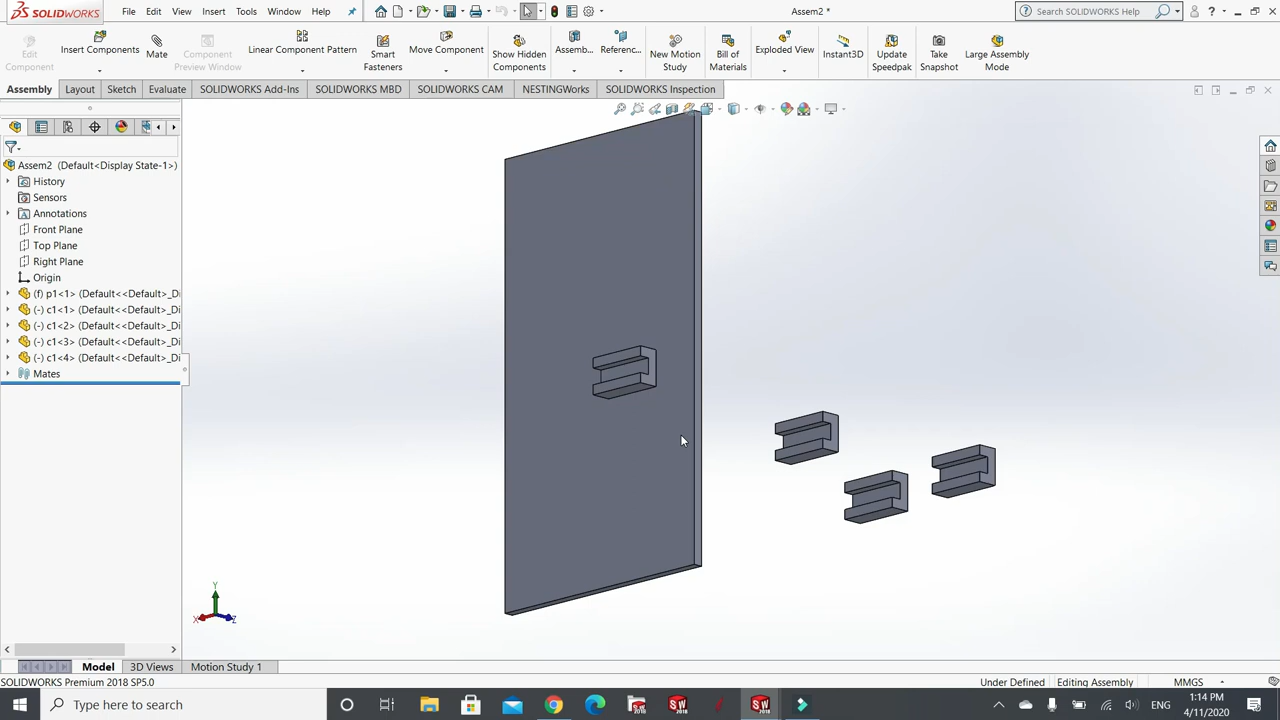 SOLIDWORKS File Edit View Insert Tools Window Help Assem2 * Search SOLIDWORKS Help
Edit Component
Insert Components
Mate
Component Preview Window
Linear Component Pattern
Smart Fasteners
Move Component
Show Hidden Components
Assemb...
Referenc...
New Motion Study
Bill of Materials
Exploded View
Instant3D
Update Speedpak
Take Snapshot
Large Assembly Mode
Assembly Layout Sketch Evaluate SOLIDWORKS Add-Ins SOLIDWORKS MBD SOLIDWORKS CAM NESTINGWorks SOLIDWORKS Inspection
Assem2 (Default<Display State-1>)
History
Sensors
Annotations
Front Plane
Top Plane
Right Plane
Origin
(f) p1<1> (Default<<Default>_Di
(-) c1<1> (Default<<Default>_Di
(-) c1<2> (Default<<Default>_Di
(-) c1<3> (Default<<Default>_Di
(-) c1<4> (Default<<Default>_Di
Mates
Y
X
Z
Model 3D Views Motion Study 1
SOLIDWORKS Premium 2018 SP5.0 Under Defined Editing Assembly MMGS
Type here to search
ENG
1:14 PM
4/11/2020